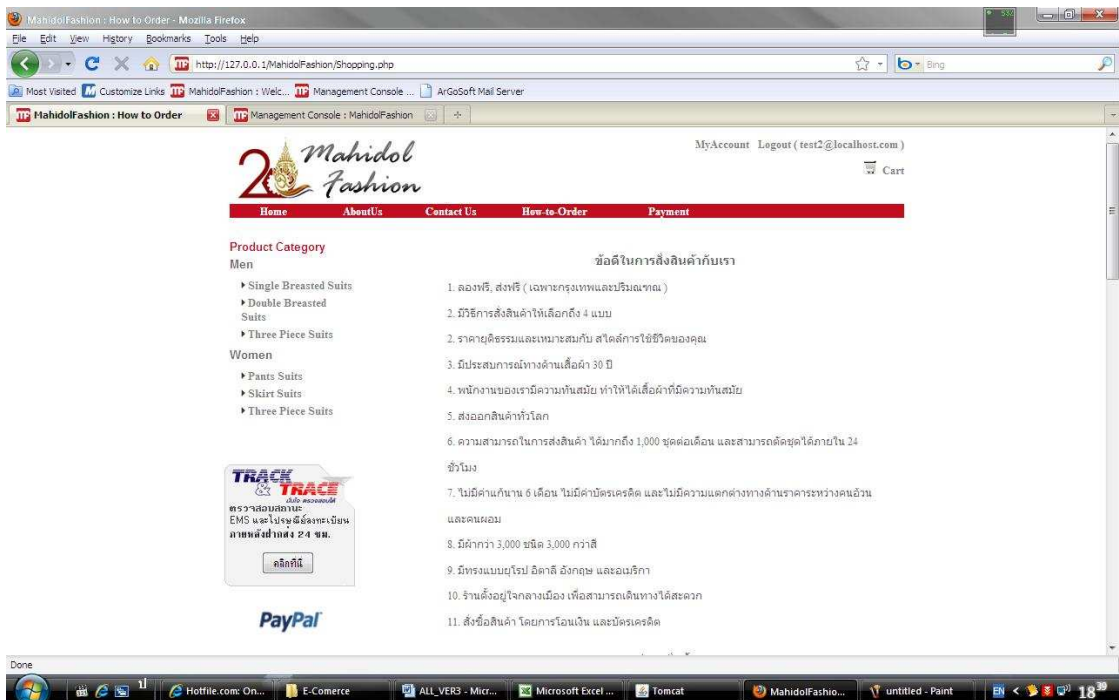 MahidolFashion : How to Order - Mozilla Firefox
53%
File Edit View History Bookmarks Tools Help
http://127.0.0.1/MahidolFashion/Shopping.php
Bing
Most Visited Customize Links MahidolFashion : Welc... Management Console ... ArGoSoft Mail Server
MahidolFashion : How to Order Management Console : MahidolFashion
20 Mahidol Fashion
MyAccount Logout ( test2@localhost.com )
Cart
Home AboutUs Contact Us How-to-Order Payment
Product Category
Men
Single Breasted Suits
Double Breasted
Suits
Three Piece Suits
Women
Pants Suits
Skirt Suits
Three Piece Suits
TRACK
& TRACE
มั่นใจ ตรวจสอบได้
ตรวจสอบสถานะ
EMS และไปรษณีย์ลงทะเบียน
ภายหลังฝากส่ง 24 ชม.
คลิกที่นี่
PayPal
ข้อดีในการสั่งสินค้ากับเรา
1. ลองฟรี, ส่งฟรี ( เฉพาะกรุงเทพและปริมณฑณ )
2. มีวิธีการสั่งสินค้าให้เลือกถึง 4 แบบ
2. ราคายุติธรรมและเหมาะสมกับ สไตล์การใช้ชีวิตของคุณ
3. มีประสบการณ์ทางด้านเสื้อผ้า 30 ปี
4. พนักงานของเรามีความทันสมัย ทำให้ได้เสื้อผ้าที่มีความทันสมัย
5. ส่งออกสินค้าทั่วโลก
6. ความสามารถในการส่งสินค้า ได้มากถึง 1,000 ชุดต่อเดือน และสามารถตัดชุดได้ภายใน 24
ชั่วโมง
7. ไม่มีค่าแก้นาน 6 เดือน ไม่มีค่าบัตรเครดิต และไม่มีความแตกต่างทางด้านราคาระหว่างคนอ้วน
และคนผอม
8. มีผ้ากว่า 3,000 ชนิด 3,000 กว่าสี
9. มีทรงแบบยุโรป อิตาลี อังกฤษ และอเมริกา
10. ร้านตั้งอยู่ใจกลางเมือง เพื่อสามารถเดินทางได้สะดวก
11. สั่งซื้อสินค้า โดยการโอนเงิน และบัตรเครดิต
Done
Hotfile.com: On... E-Comerce ALL_VER3 - Micr... Microsoft Excel ... Tomcat MahidolFashio... untitled - Paint EN 18 39